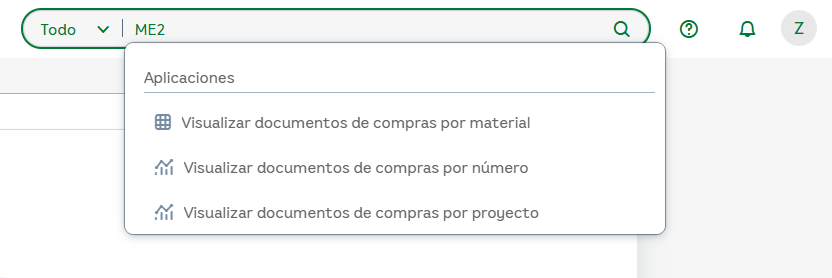 Todo ME2 Z
Aplicaciones
Visualizar documentos de compras por material
Visualizar documentos de compras por número
Visualizar documentos de compras por proyecto